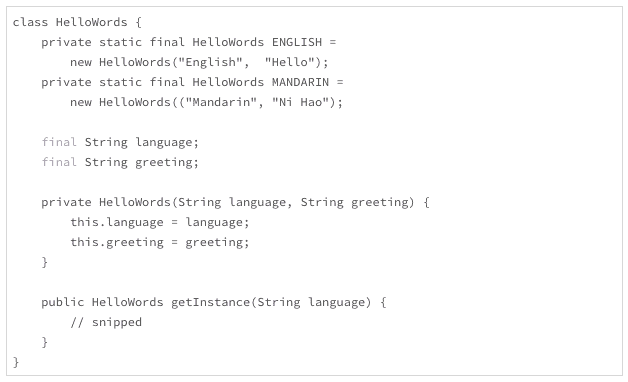 class HelloWords {
    private static final HelloWords ENGLISH =
        new HelloWords("English",  "Hello");
    private static final HelloWords MANDARIN =
        new HelloWords(("Mandarin", "Ni Hao");

    final String language;
    final String greeting;

    private HelloWords(String language, String greeting) {
        this.language = language;
        this.greeting = greeting;
    }

    public HelloWords getInstance(String language) {
        // snipped
    }
}